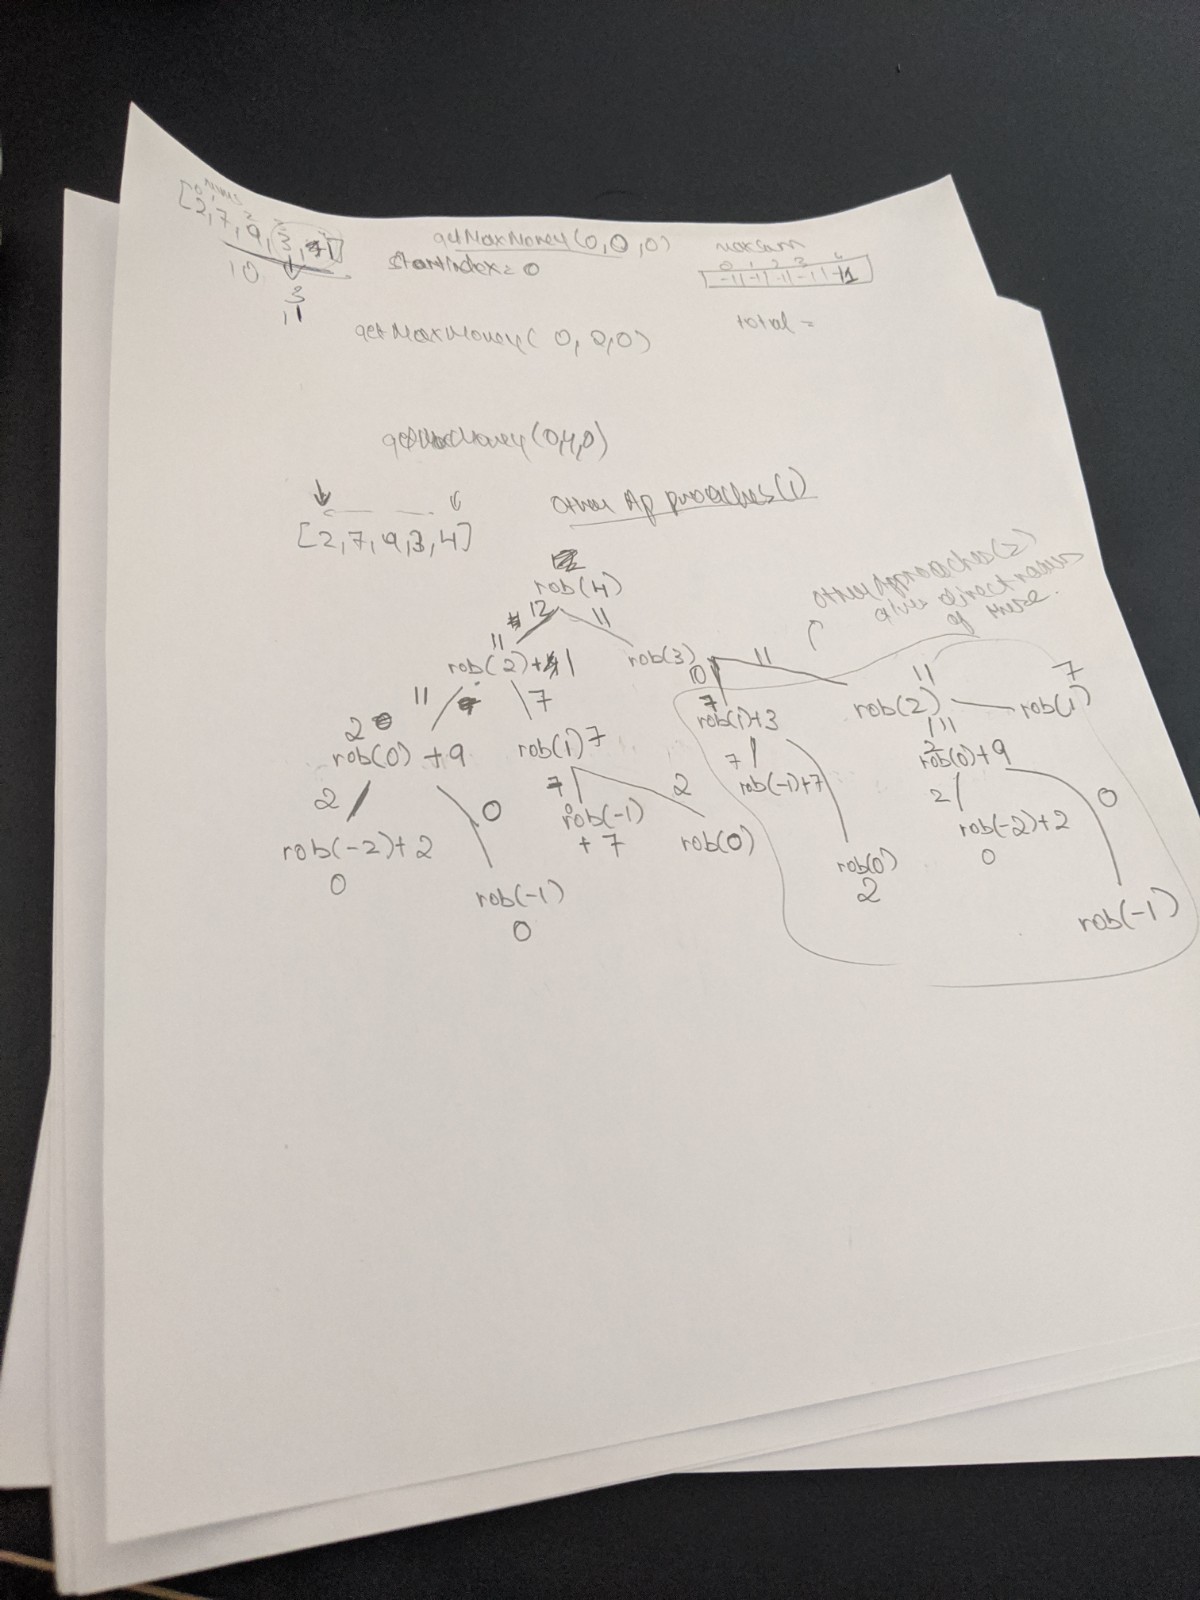 nums
[2,7,9,3,1]
10
3
11
getMaxMoney(0,0,0)
startindex=0
maxsum
0 1 2 3 4
-1|-1|-1|-1|-1
total =
getMaxMoney( 0,0,0)
getMaxMoney(0,4,0)
Other Approaches(1)
[2,7,9,3,4]
rob(4)
12 11
Other Approaches(2)
gives direct
of these.
11
rob(2)+1
rob(3) 11
10
11 7
11 7
7
rob(1)+3
11
rob(2)
7
rob(1)
2
rob(0) +9
rob(1) 7
7
rob(-1)+7
11
2
rob(0)+9
2 0
7 2
2 0
rob(-2)+2
0
rob(-1)
0
0
rob(-1)
+ 7
rob(0)
rob(0)
2
rob(-2)+2
0
rob(-1)